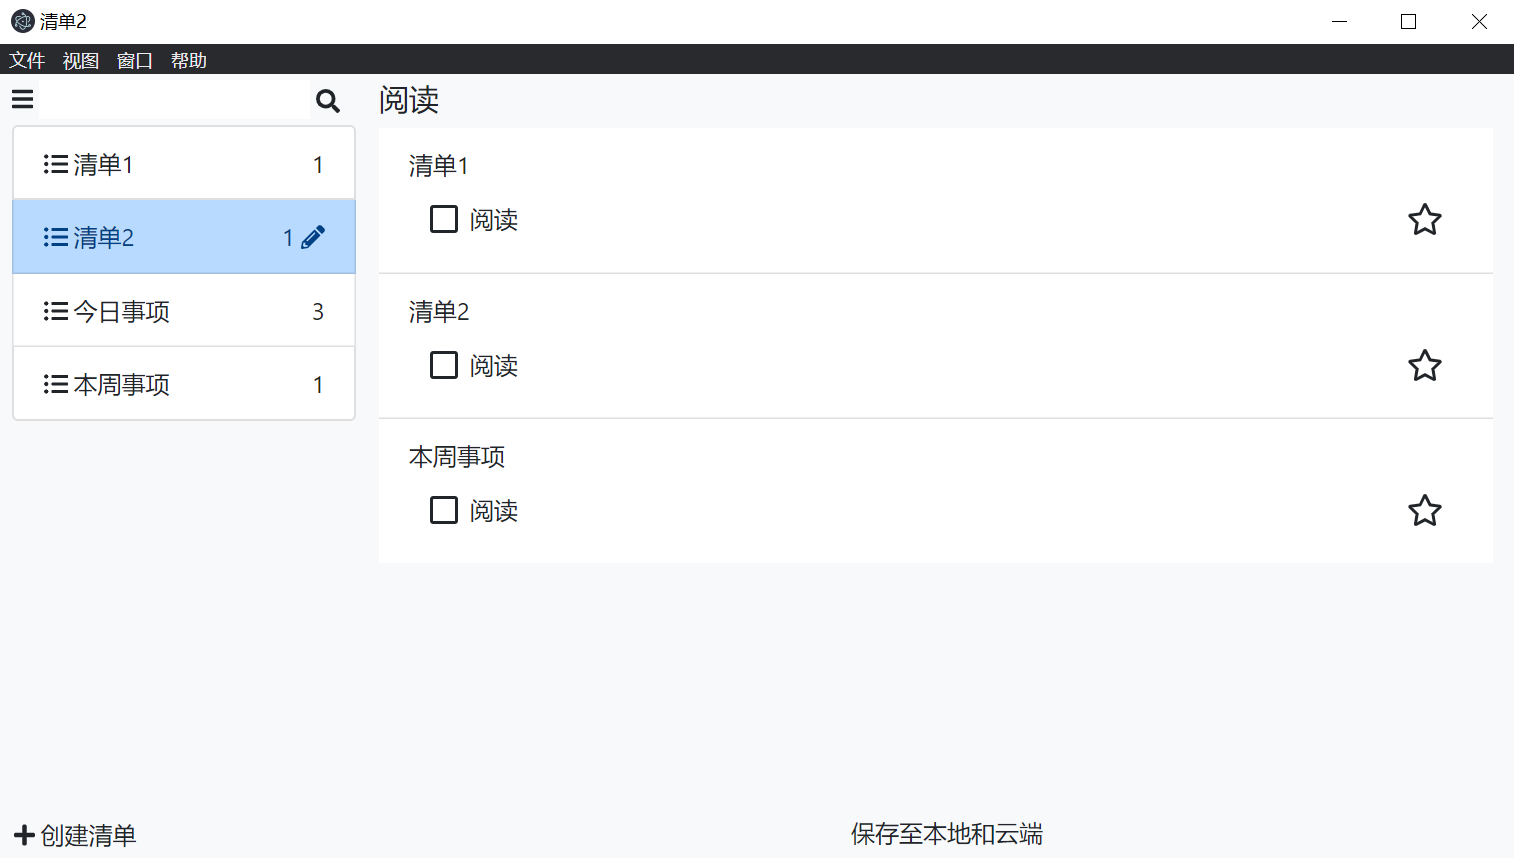 清单2
文件 视图 窗口 帮助
阅读
清单1 1
清单2 1
今日事项 3
本周事项 1
清单1
阅读
清单2
阅读
本周事项
阅读
创建清单
保存至本地和云端